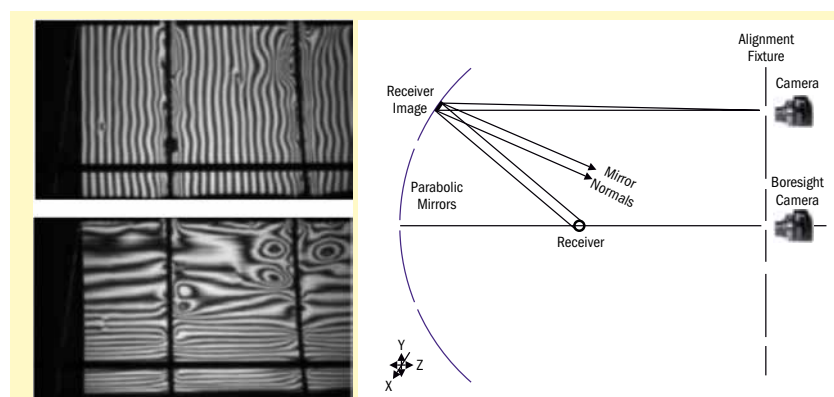 Alignment
Fixture
Camera
Receiver
Image
Mirror
Normals
Parabolic
Mirrors
Boresight
Camera
Receiver
Y
Z
X